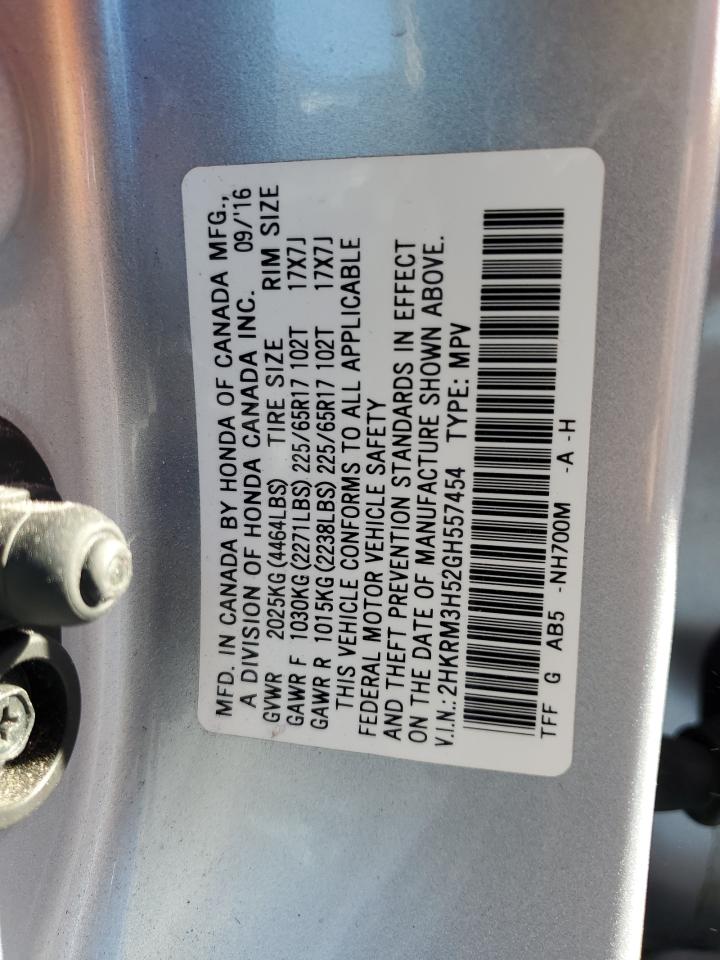 MFD. IN CANADA BY HONDA OF CANADA MFG.,
A DIVISION OF HONDA CANADA INC. 09/'16
GVWR 2025KG(4464LBS) TIRE SIZE RIM SIZE
GAWR F 1030KG(2271LBS) 225/65R17 102T 17X7J
GAWR R 1015KG(2238LBS) 225/65R17 102T 17X7J
THIS VEHICLE CONFORMS TO ALL APPLICABLE
FEDERAL MOTOR VEHICLE SAFETY
AND THEFT PREVENTION STANDARDS IN EFFECT
ON THE DATE OF MANUFACTURE SHOWN ABOVE.
V.I.N.: 2HKRM3H52GH557454 TYPE: MPV
TFF G AB5 -NH700M -A -H